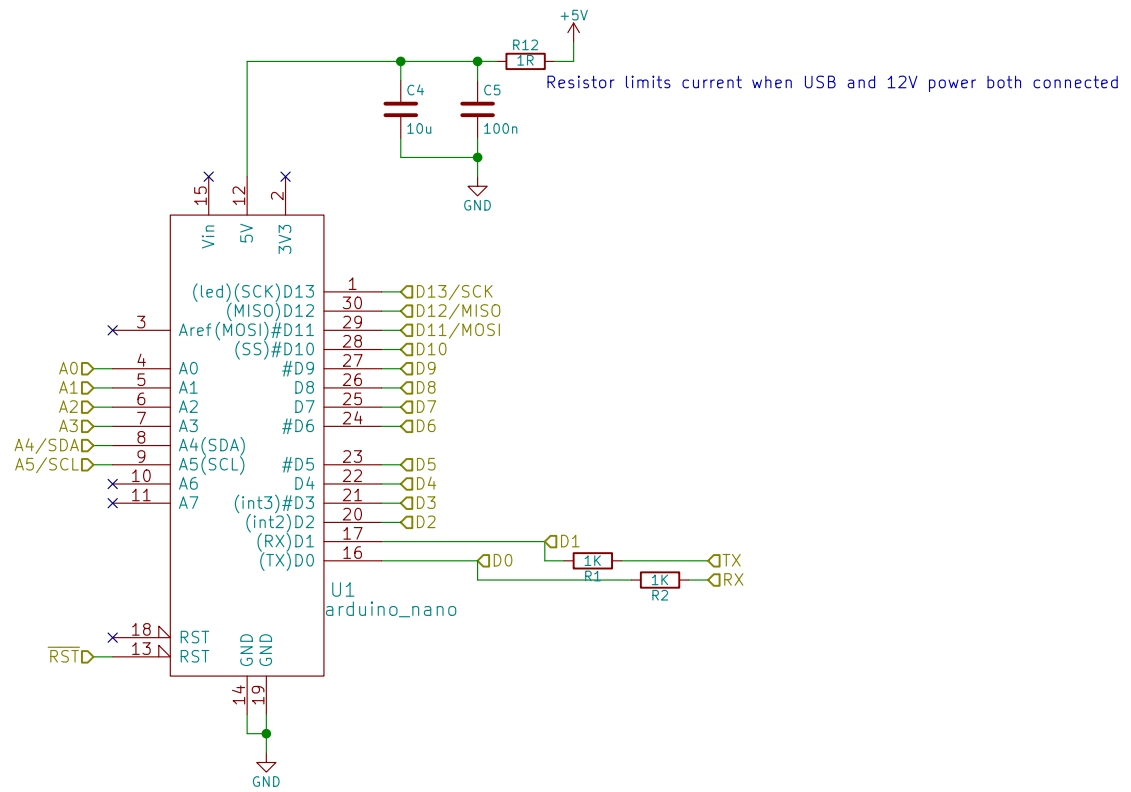 +5V
R12
1R
Resistor limits current when USB and 12V power both connected
C4
10u
C5
100n
GND
15
12
2
Vin
5V
3V3
(led)(SCK)D13 1 D13/SCK
(MISO)D12 30 D12/MISO
3 Aref (MOSI)#D11 29 D11/MOSI
(SS)#D10 28 D10
A0 4 A0 #D9 27 D9
A1 5 A1 D8 26 D8
A2 6 A2 D7 25 D7
A3 7 A3 #D6 24 D6
A4/SDA 8 A4(SDA)
A5/SCL 9 A5(SCL) #D5 23 D5
10 A6 D4 22 D4
11 A7 (int3)#D3 21 D3
(int2)D2 20 D2
(RX)D1 17 D1
(TX)D0 16 D0
1K TX
R1
1K RX
R2
U1
arduino_nano
18 RST
RST 13 RST
GND
GND
14
19
GND